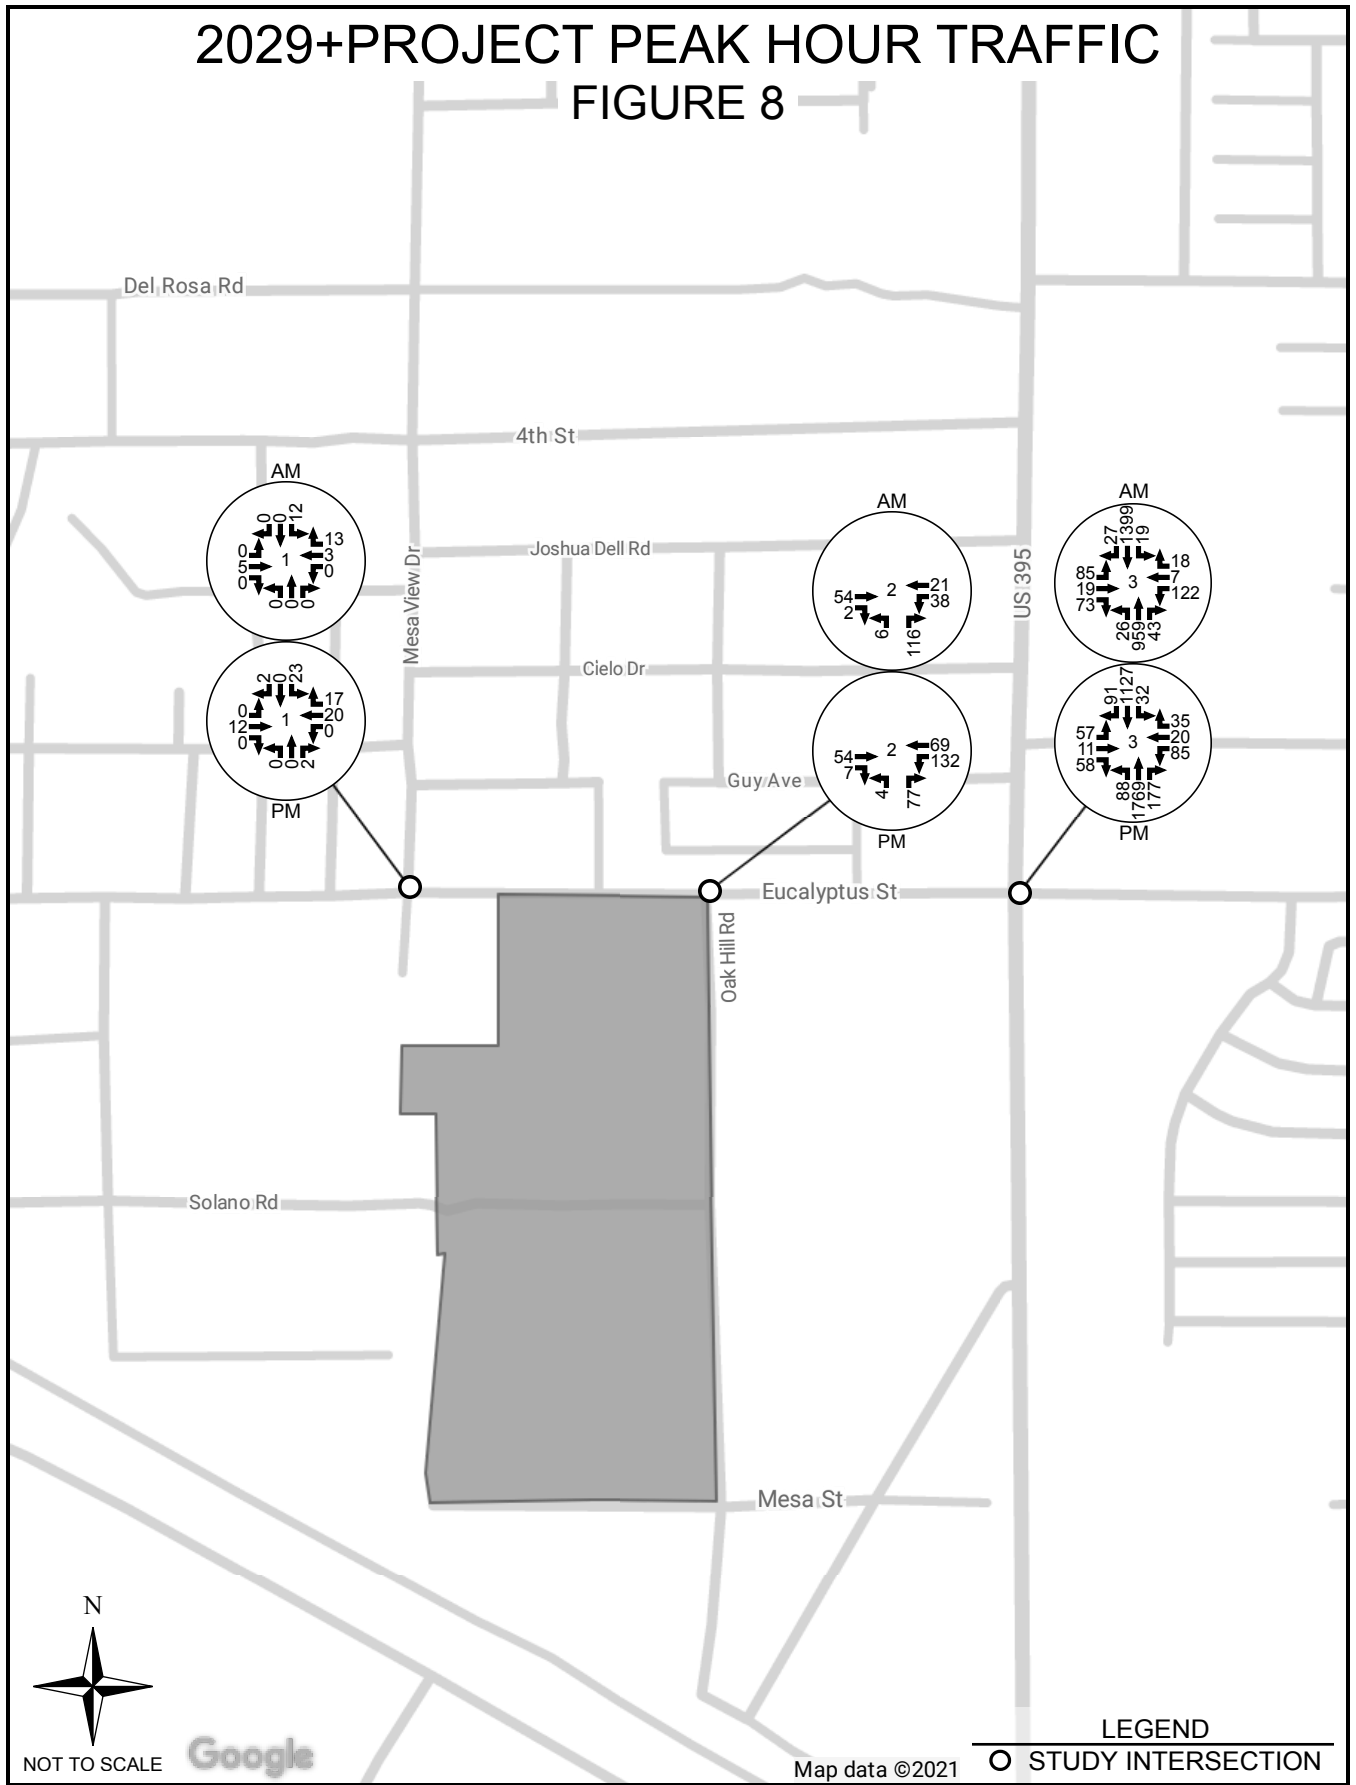 2029+PROJECT PEAK HOUR TRAFFIC
FIGURE 8
Del Rosa Rd
4th St
AM
0
0
12
0
5
0
1
13
3
0
0
0
0
2
0
23
0
12
0
1
17
20
0
0
0
2
PM
Mesa View Dr
Joshua Dell Rd
Cielo Dr
Guy Ave
AM
54
2
2
21
38
6
116
54
7
2
69
132
4
77
PM
US 395
AM
27
1399
19
85
19
73
3
18
7
122
26
959
43
91
1127
32
57
11
58
3
35
20
85
88
1769
177
PM
Eucalyptus St
Oak Hill Rd
Solano Rd
Mesa St
N
NOT TO SCALE
Google
Map data ©2021
LEGEND
STUDY INTERSECTION